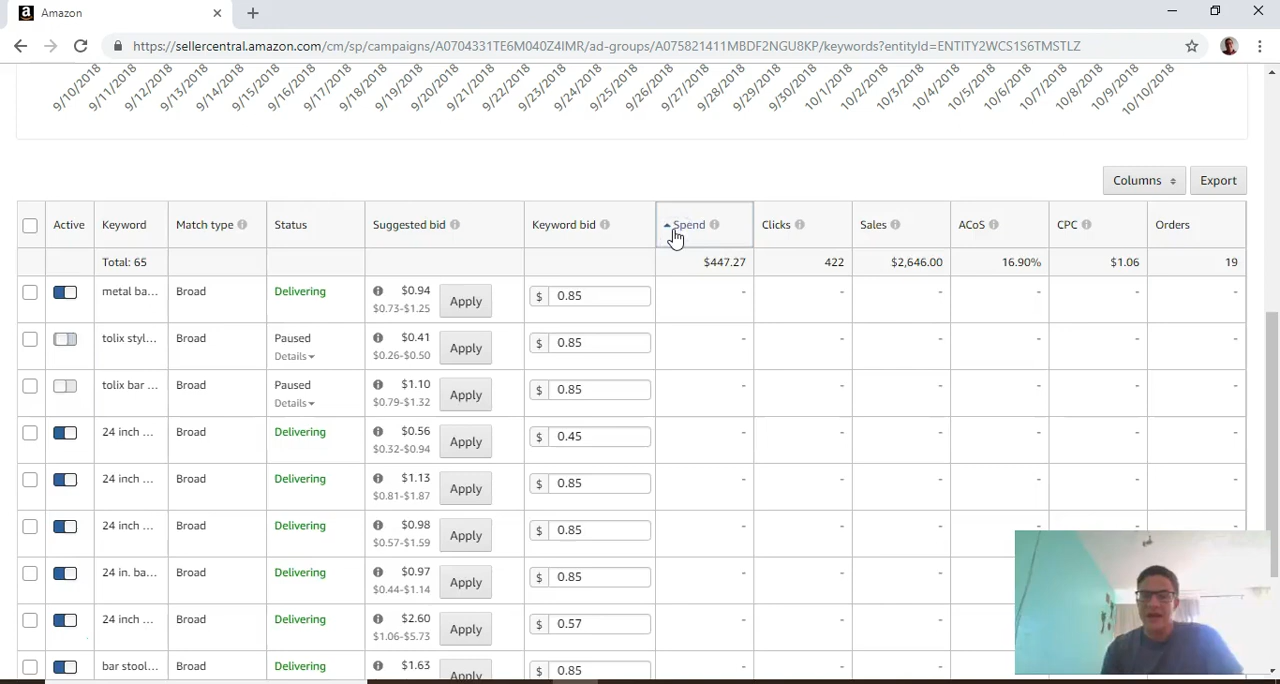 Amazon
https://sellercentral.amazon.com/cm/sp/campaigns/A0704331TE6M040Z4IMR/ad-groups/A075821411MBDF2NGU8KP/keywords?entityId=ENTITY2WCS1S6TMSTLZ
9/10/2018 9/11/2018 9/12/2018 9/13/2018 9/14/2018 9/15/2018 9/16/2018 9/17/2018 9/18/2018 9/19/2018 9/20/2018 9/21/2018 9/22/2018 9/23/2018 9/24/2018 9/25/2018 9/26/2018 9/27/2018 9/28/2018 9/29/2018 9/30/2018 10/1/2018 10/2/2018 10/3/2018 10/4/2018 10/5/2018 10/6/2018 10/7/2018 10/8/2018 10/9/2018 10/10/2018
Columns Export
Active Keyword Match type Status Suggested bid Keyword bid Spend Clicks Sales ACoS CPC Orders
Total: 65 $447.27 422 $2,646.00 16.90% $1.06 19
metal ba... Broad Delivering $0.94 Apply $ 0.85 - - - - - -
$0.73-$1.25
tolix styl... Broad Paused $0.41 Apply $ 0.85 - - - - - -
Details $0.26-$0.50
tolix bar ... Broad Paused $1.10 Apply $ 0.85 - - - - - -
Details $0.79-$1.32
24 inch ... Broad Delivering $0.56 Apply $ 0.45 - - - - - -
$0.32-$0.94
24 inch ... Broad Delivering $1.13 Apply $ 0.85 - - - - - -
$0.81-$1.87
24 inch ... Broad Delivering $0.98 Apply $ 0.85 - - - - - -
$0.57-$1.59
24 in. ba... Broad Delivering $0.97 Apply $ 0.85 - - - -
$0.44-$1.14
24 inch ... Broad Delivering $2.60 Apply $ 0.57 - - - -
$1.06-$5.73
bar stool... Broad Delivering $1.63 Apply $ 0.85 - - - -